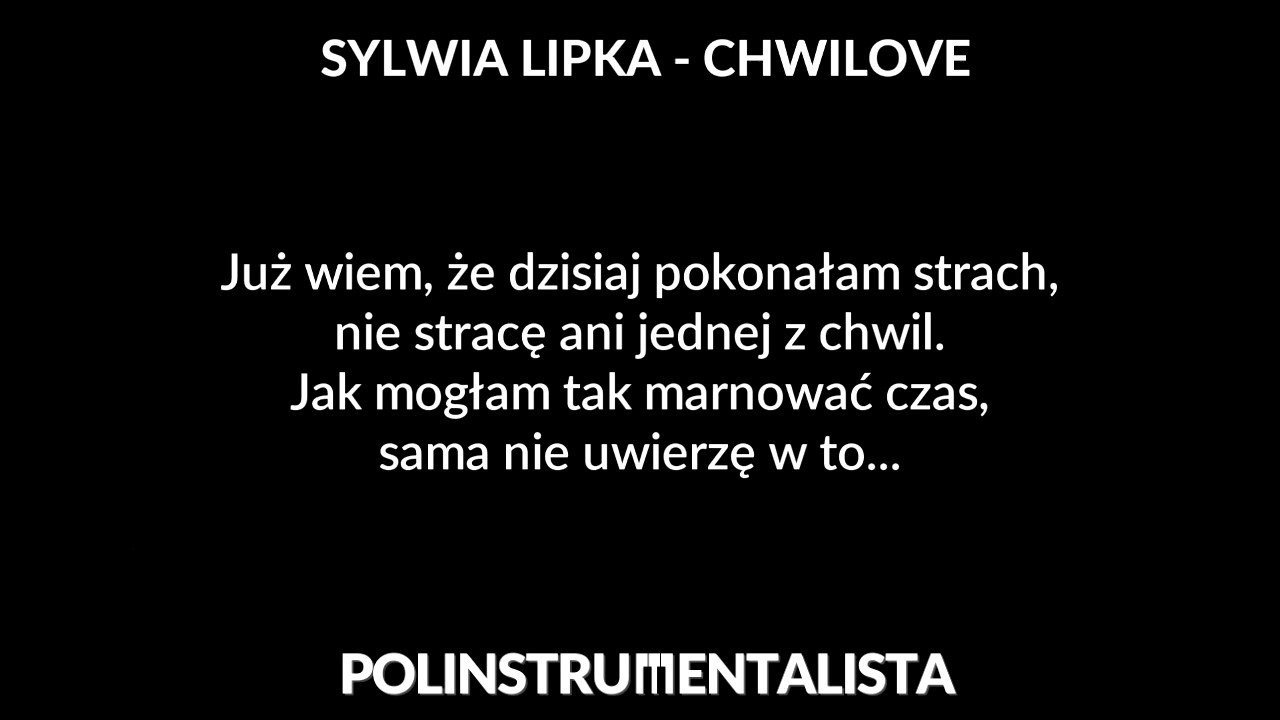 SYLWIA LIPKA - CHWILOVE
Już wiem, że dzisiaj pokonałam strach,
nie stracę ani jednej z chwil.
Jak mogłam tak marnować czas,
sama nie uwierzę w to...
POLINSTRUMENTALISTA